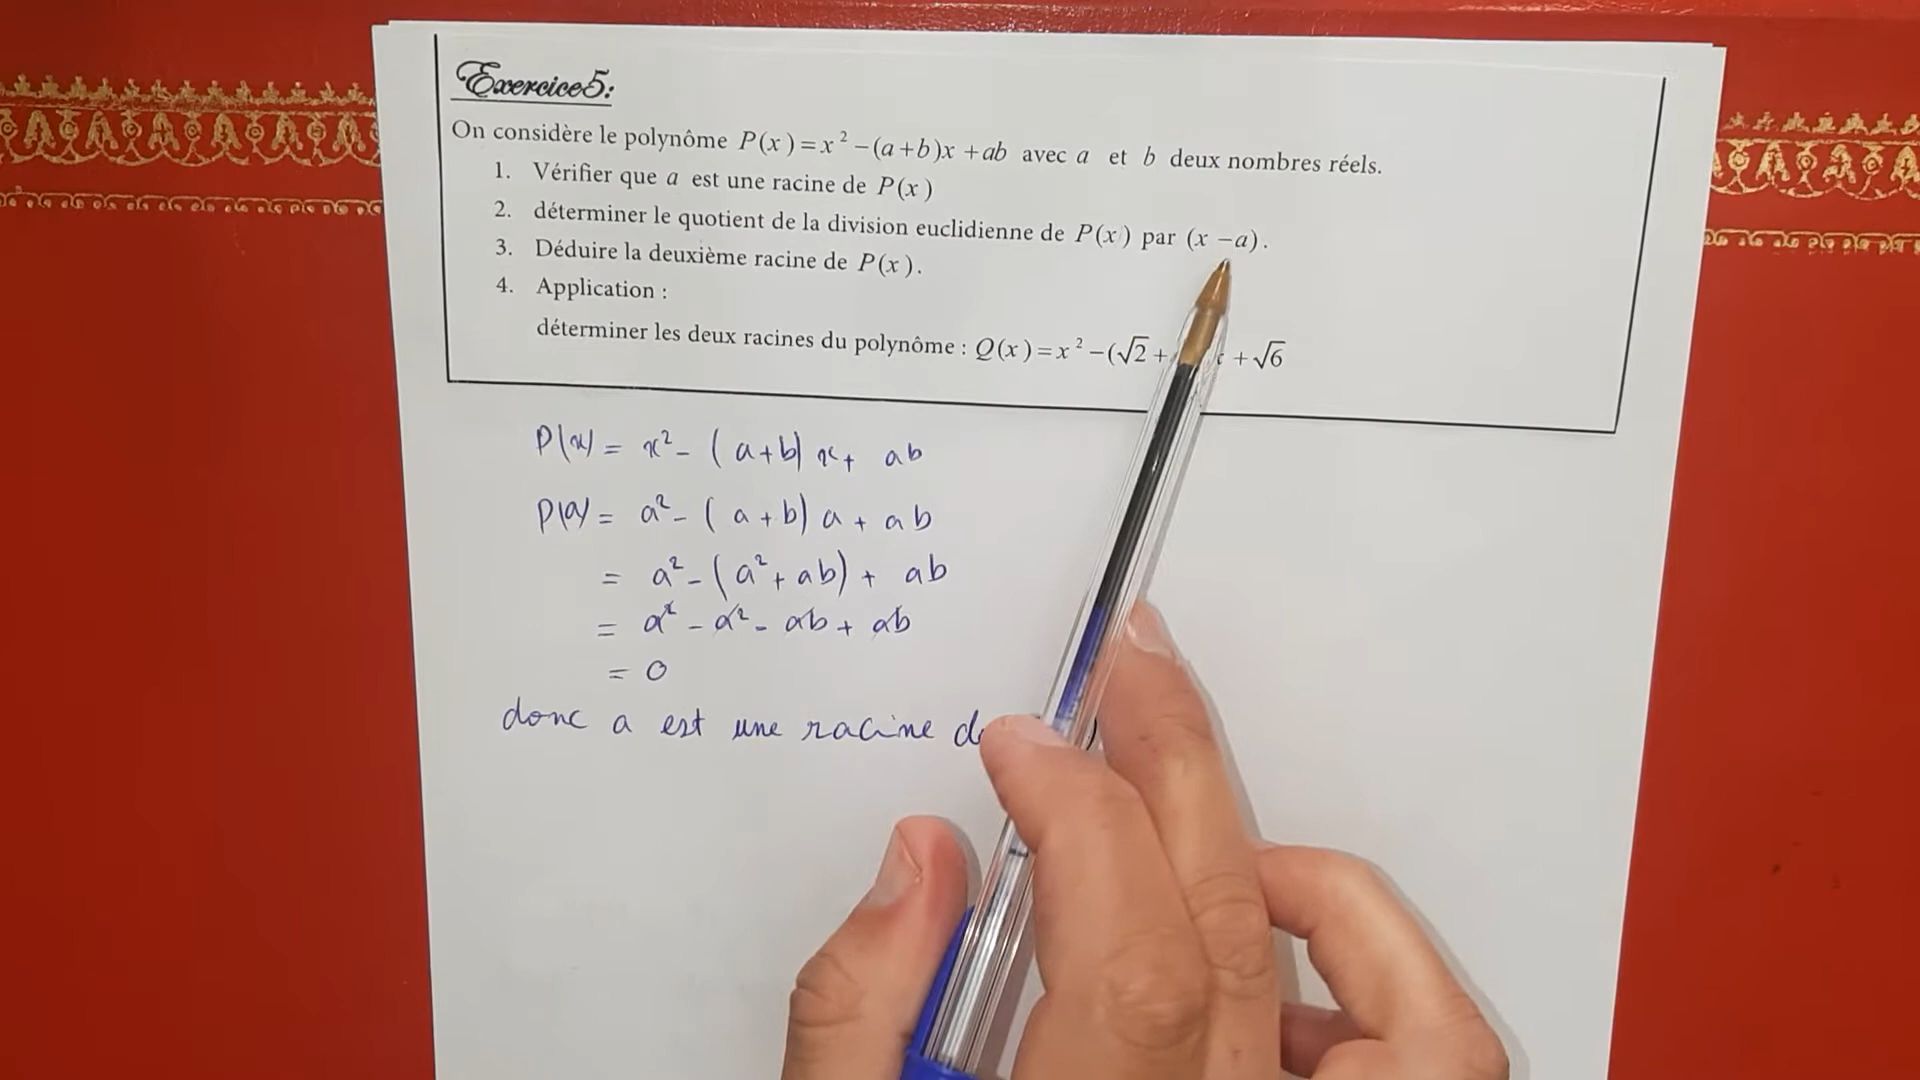 Exercice5:
On considère le polynôme P(x)=x²-(a+b)x+ab avec a et b deux nombres réels.
1. Vérifier que a est une racine de P(x)
2. déterminer le quotient de la division euclidienne de P(x) par (x-a).
3. Déduire la deuxième racine de P(x).
4. Application :
déterminer les deux racines du polynôme : Q(x)=x²-(√2+ +√6
P(x) = x² - (a+b) x + ab
P(a) = a² - (a+b) a + ab
= a² - (a² + ab) + ab
= a² - a² - ab + ab
= 0
donc a est une racine